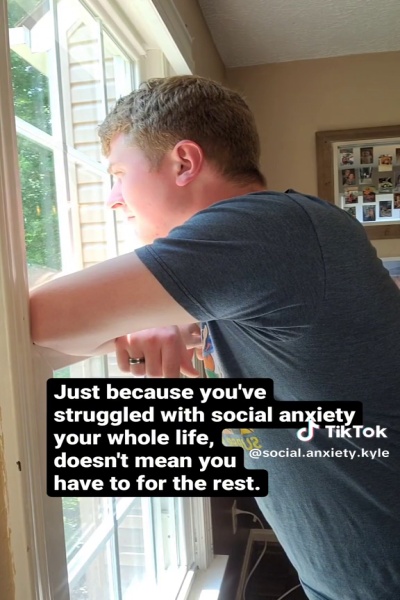 Just because you've
struggled with social anxiety
your whole life,
doesn't mean you
have to for the rest.
TikTok
@social.anxiety.kyle